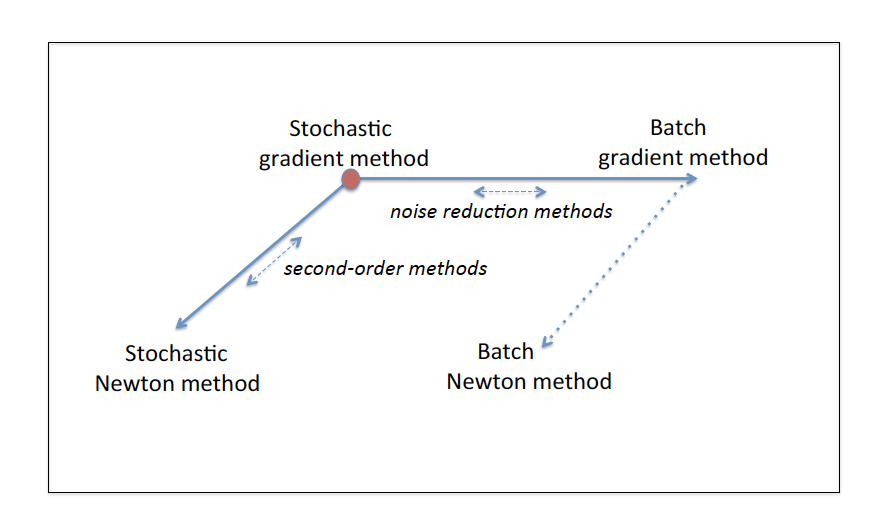 Stochastic
gradient method
Batch
gradient method
noise reduction methods
second-order methods
Stochastic
Newton method
Batch
Newton method